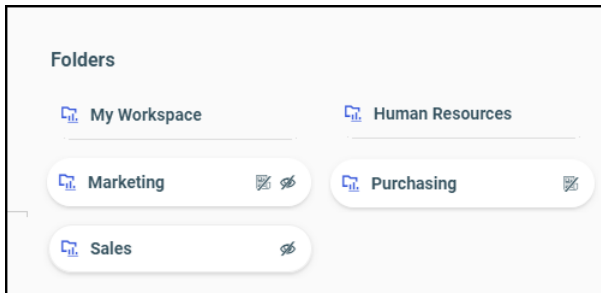 Folders
My Workspace
Human Resources
Marketing
Purchasing
Sales